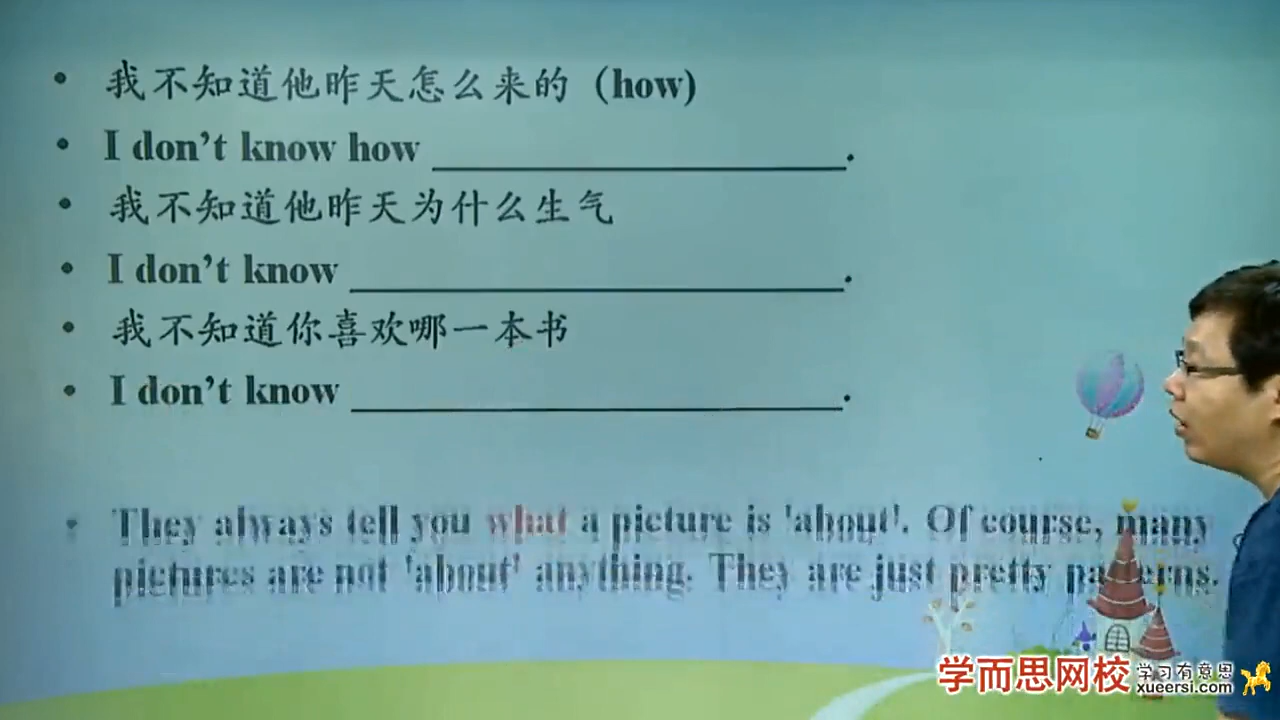 • 我不知道他昨天怎么来的（how)
• I don't know how ____________________.
• 我不知道他昨天为什么生气
• I don't know ________________________.
• 我不知道你喜欢哪一本书
• I don't know ________________________.
• They always tell you what a picture is 'about'. Of course, many
pictures are not 'about' anything. They are just pretty patterns.
学而思网校
学习有意思
xueersi.com